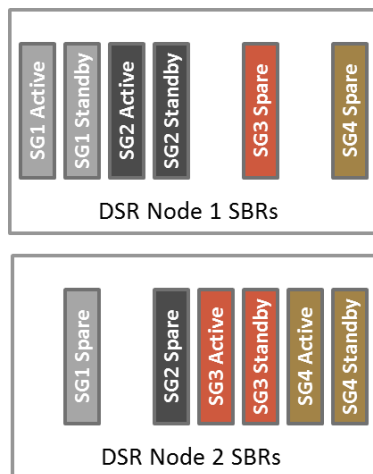 SG1 Active
SG1 Standby
SG2 Active
SG2 Standby
SG3 Spare
SG4 Spare
DSR Node 1 SBRs
SG1 Spare
SG2 Spare
SG3 Active
SG3 Standby
SG4 Active
SG4 Standby
DSR Node 2 SBRs